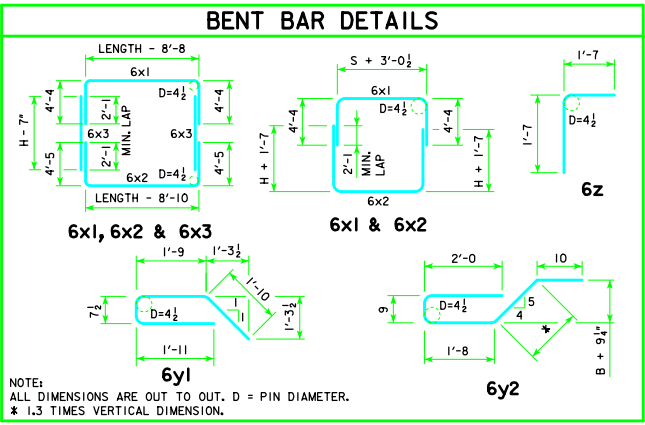 BENT BAR DETAILS
LENGTH - 8'-8
6x1
D=4½
4'-4
2'-1
4'-4
H - 7"
6x3
MIN. LAP
6x3
4'-5
2'-1
D=4½
4'-5
6x2
LENGTH - 8'-10
6x1, 6x2 & 6x3
S + 3'-0½
6x1
4'-4
D=4½
4'-4
H + 1'-7
2'-1
MIN.
LAP
H + 1'-7
6x2
6x1 & 6x2
1'-7
1'-7
D=4½
6z
1'-9
1'-3½
7½
D=4½
1'-10
1
1
1'-3½
1'-11
6y1
2'-0
10
9
D=4½
5
4
*
B + 9¼"
1'-8
6y2
NOTE:
ALL DIMENSIONS ARE OUT TO OUT. D = PIN DIAMETER.
* 1.3 TIMES VERTICAL DIMENSION.